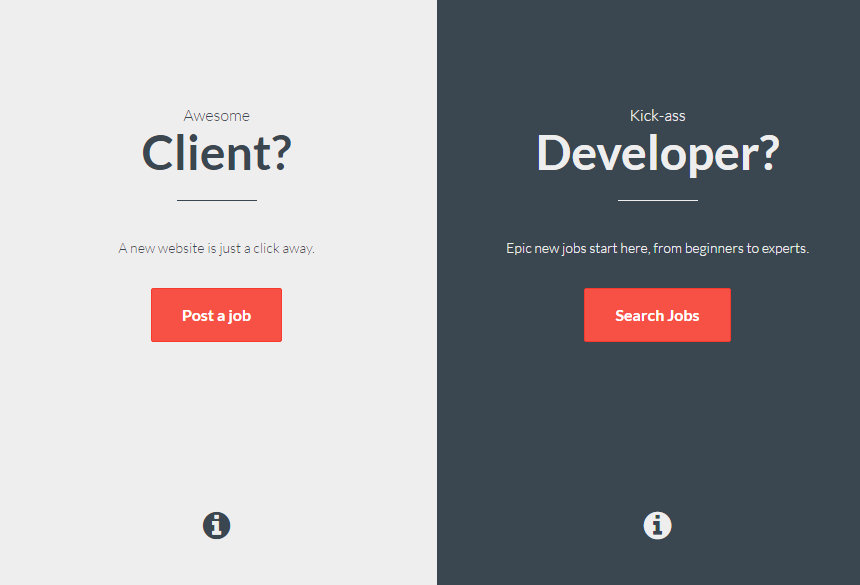 Awesome
Client?
A new website is just a click away.
Post a job
Kick-ass
Developer?
Epic new jobs start here, from beginners to experts.
Search Jobs